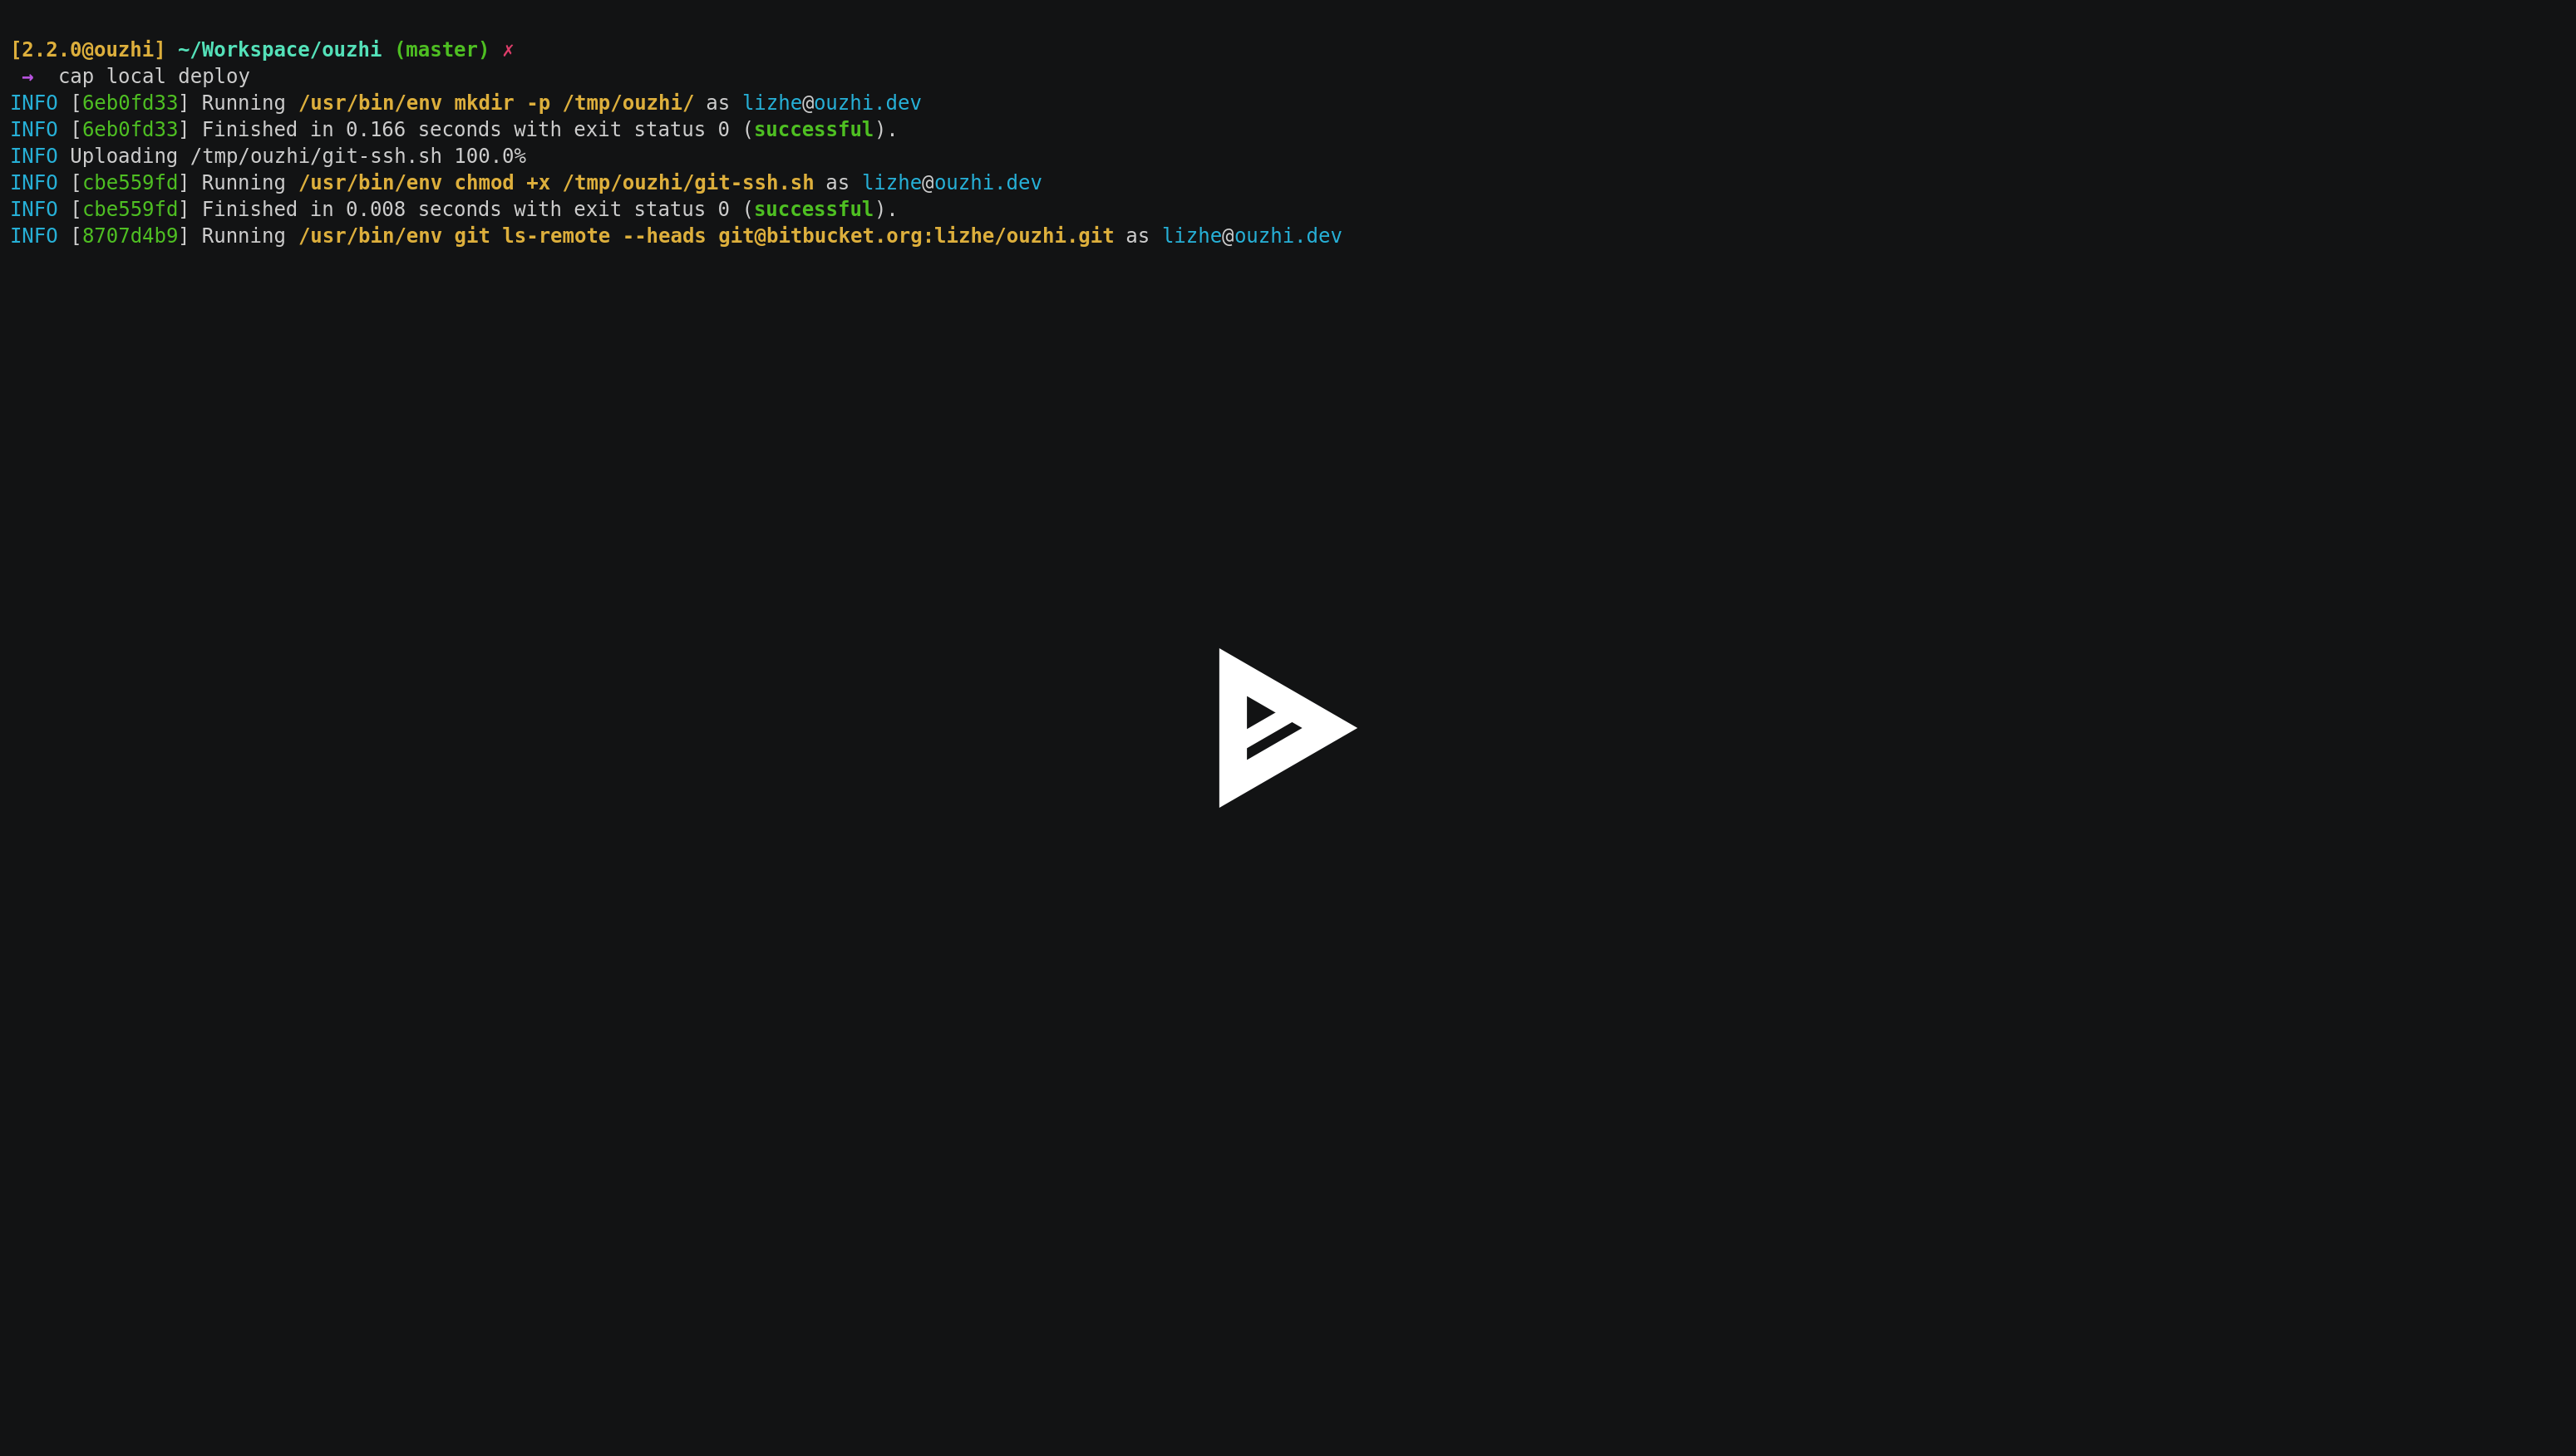 [2.2.0@ouzhi] ~/Workspace/ouzhi (master) ✗
→  cap local deploy
INFO [6eb0fd33] Running /usr/bin/env mkdir -p /tmp/ouzhi/ as lizhe@ouzhi.dev
INFO [6eb0fd33] Finished in 0.166 seconds with exit status 0 (successful).
INFO Uploading /tmp/ouzhi/git-ssh.sh 100.0%
INFO [cbe559fd] Running /usr/bin/env chmod +x /tmp/ouzhi/git-ssh.sh as lizhe@ouzhi.dev
INFO [cbe559fd] Finished in 0.008 seconds with exit status 0 (successful).
INFO [8707d4b9] Running /usr/bin/env git ls-remote --heads git@bitbucket.org:lizhe/ouzhi.git as lizhe@ouzhi.dev